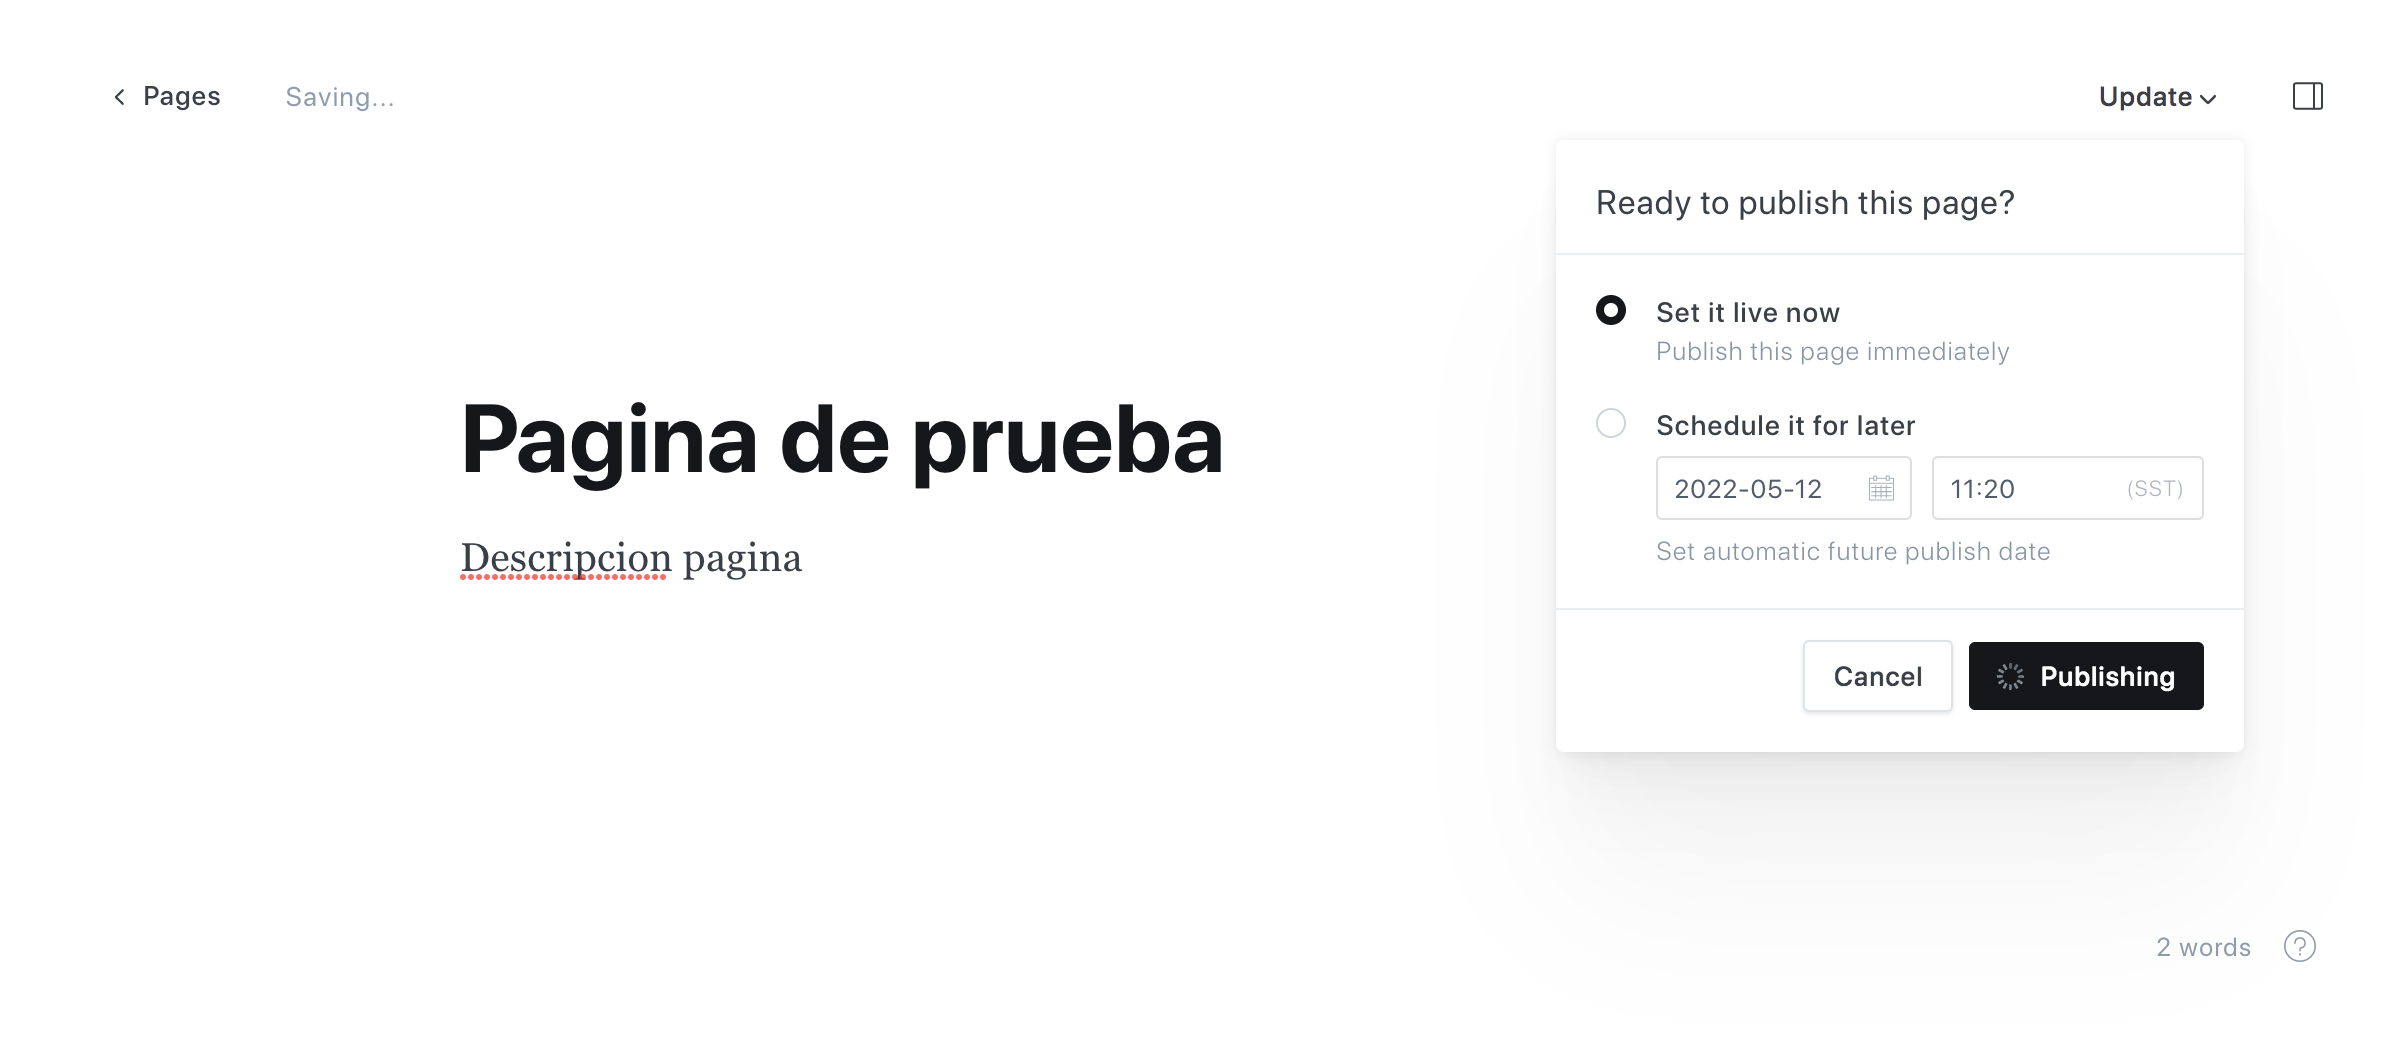 Pages
Saving...
Update
Ready to publish this page?
Set it live now
Publish this page immediately
Schedule it for later
2022-05-12
11:20
(SST)
Set automatic future publish date
Cancel
Publishing
Pagina de prueba
Descripcion pagina
2 words
?